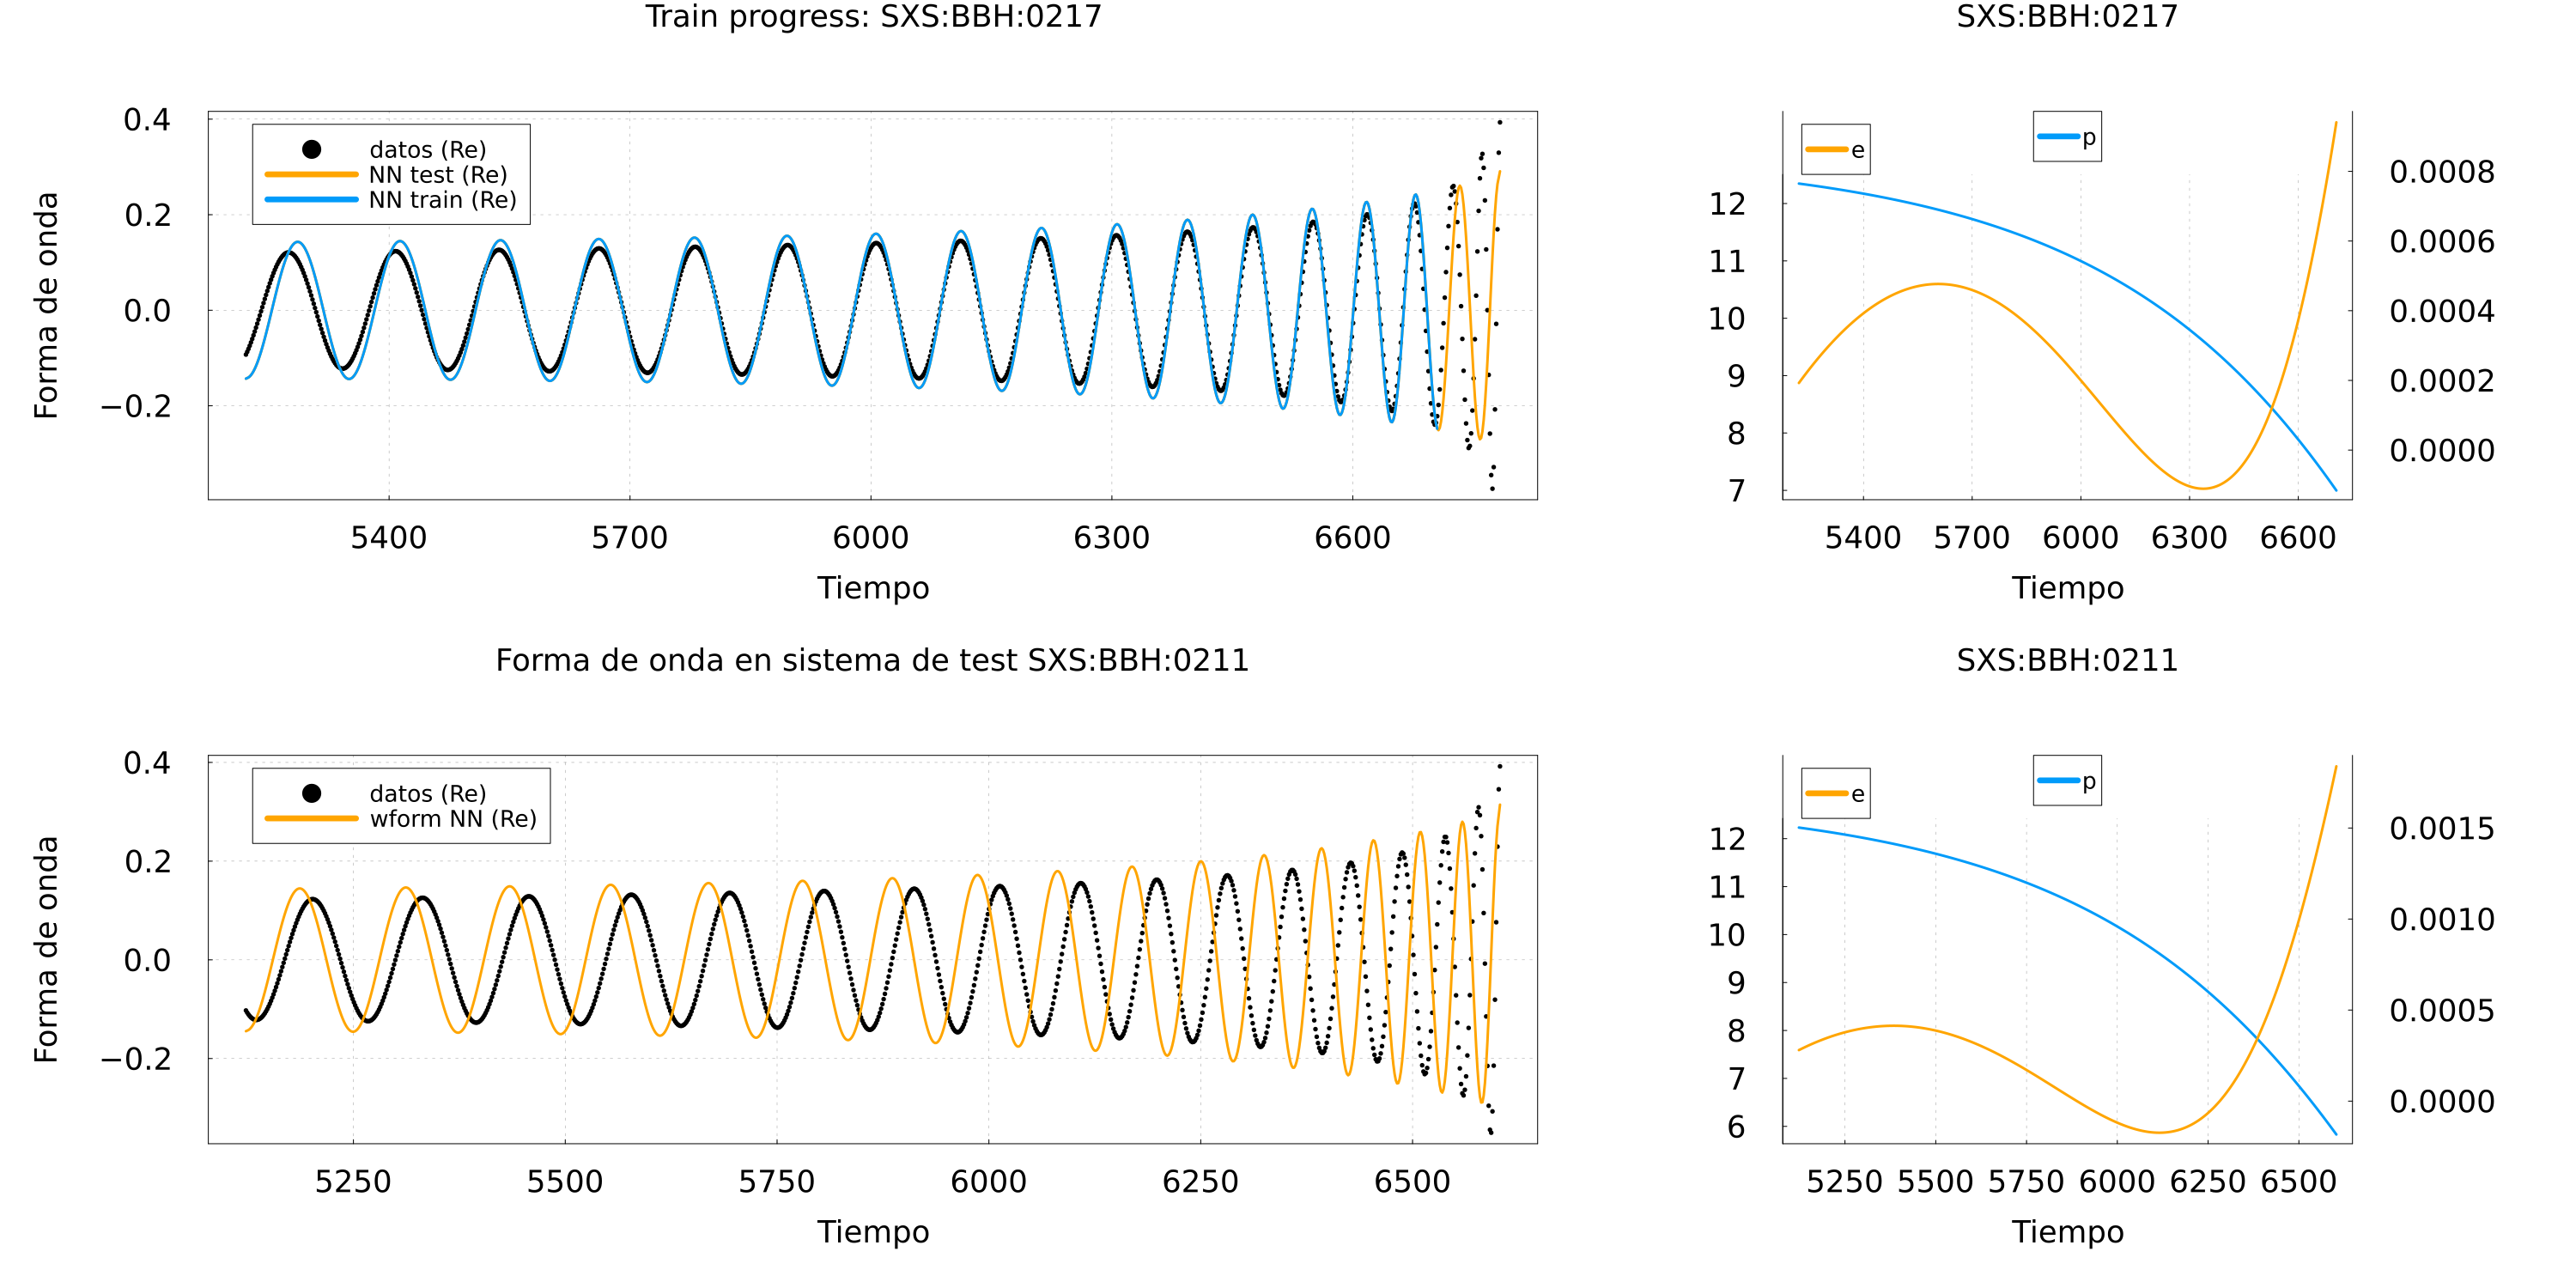 Train progress: SXS:BBH:0217
Forma de onda
0.4
0.2
0.0
−0.2
datos (Re)
NN test (Re)
NN train (Re)
5400 5700 6000 6300 6600
Tiempo
SXS:BBH:0217
12
11
10
9
8
7
e
p
0.0008
0.0006
0.0004
0.0002
0.0000
5400 5700 6000 6300 6600
Tiempo
Forma de onda en sistema de test SXS:BBH:0211
Forma de onda
0.4
0.2
0.0
−0.2
datos (Re)
wform NN (Re)
5250 5500 5750 6000 6250 6500
Tiempo
SXS:BBH:0211
12
11
10
9
8
7
6
e
p
0.0015
0.0010
0.0005
0.0000
5250 5500 5750 6000 6250 6500
Tiempo